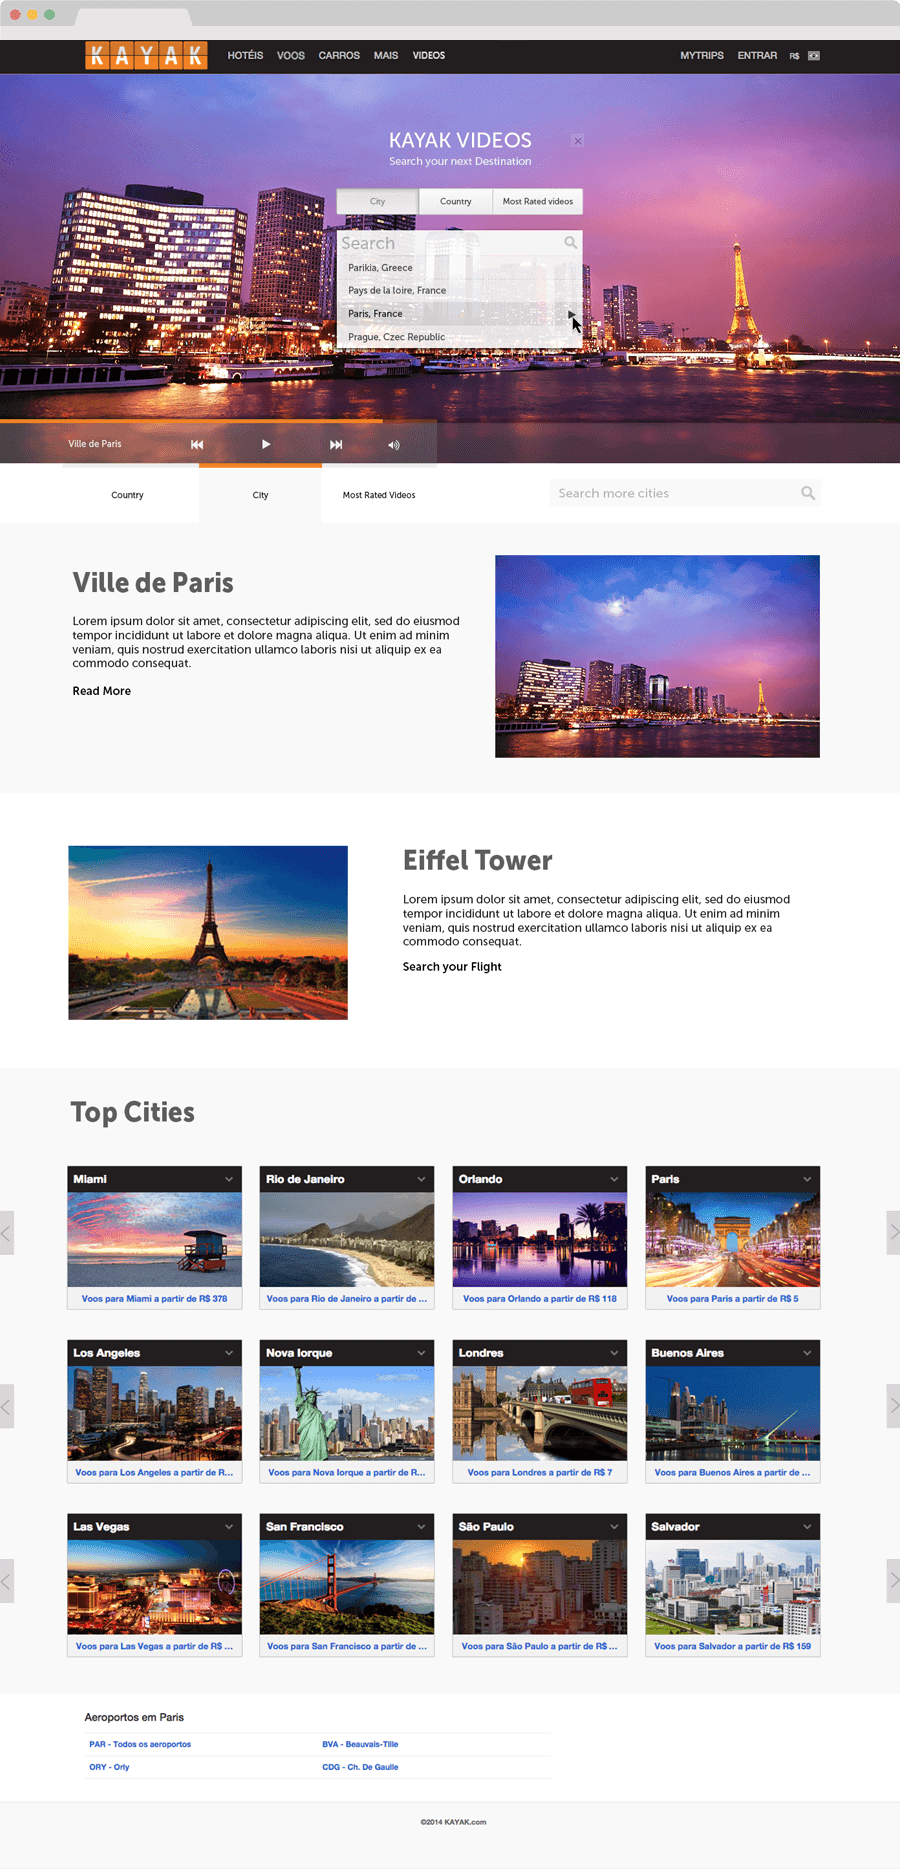 KAYAK HOTÉIS VOOS CARROS MAIS VIDEOS MYTRIPS ENTRAR R$
KAYAK VIDEOS
Search your next Destination
City Country Most Rated videos
Search
Parikia, Greece
Pays de la loire, France
Paris, France
Prague, Czec Republic
Ville de Paris
Country City Most Rated Videos Search more cities
Ville de Paris
Lorem ipsum dolor sit amet, consectetur adipiscing elit, sed do eiusmod
tempor incididunt ut labore et dolore magna aliqua. Ut enim ad minim
veniam, quis nostrud exercitation ullamco laboris nisi ut aliquip ex ea
commodo consequat.
Read More
Eiffel Tower
Lorem ipsum dolor sit amet, consectetur adipiscing elit, sed do eiusmod
tempor incididunt ut labore et dolore magna aliqua. Ut enim ad minim
veniam, quis nostrud exercitation ullamco laboris nisi ut aliquip ex ea
commodo consequat.
Search your Flight
Top Cities
Miami Rio de Janeiro Orlando Paris
Voos para Miami a partir de R$ 378 Voos para Rio de Janeiro a partir de ... Voos para Orlando a partir de R$ 118 Voos para Paris a partir de R$ 5
Los Angeles Nova Iorque Londres Buenos Aires
Voos para Los Angeles a partir de R... Voos para Nova Iorque a partir de R... Voos para Londres a partir de R$ 7 Voos para Buenos Aires a partir de ...
Las Vegas San Francisco São Paulo Salvador
Voos para Las Vegas a partir de R$ ... Voos para San Francisco a partir de ... Voos para São Paulo a partir de R$ ... Voos para Salvador a partir de R$ 159
Aeroportos em Paris
PAR - Todos os aeroportos BVA - Beauvais-Tille
ORY - Orly CDG - Ch. De Gaulle
©2014 KAYAK.com